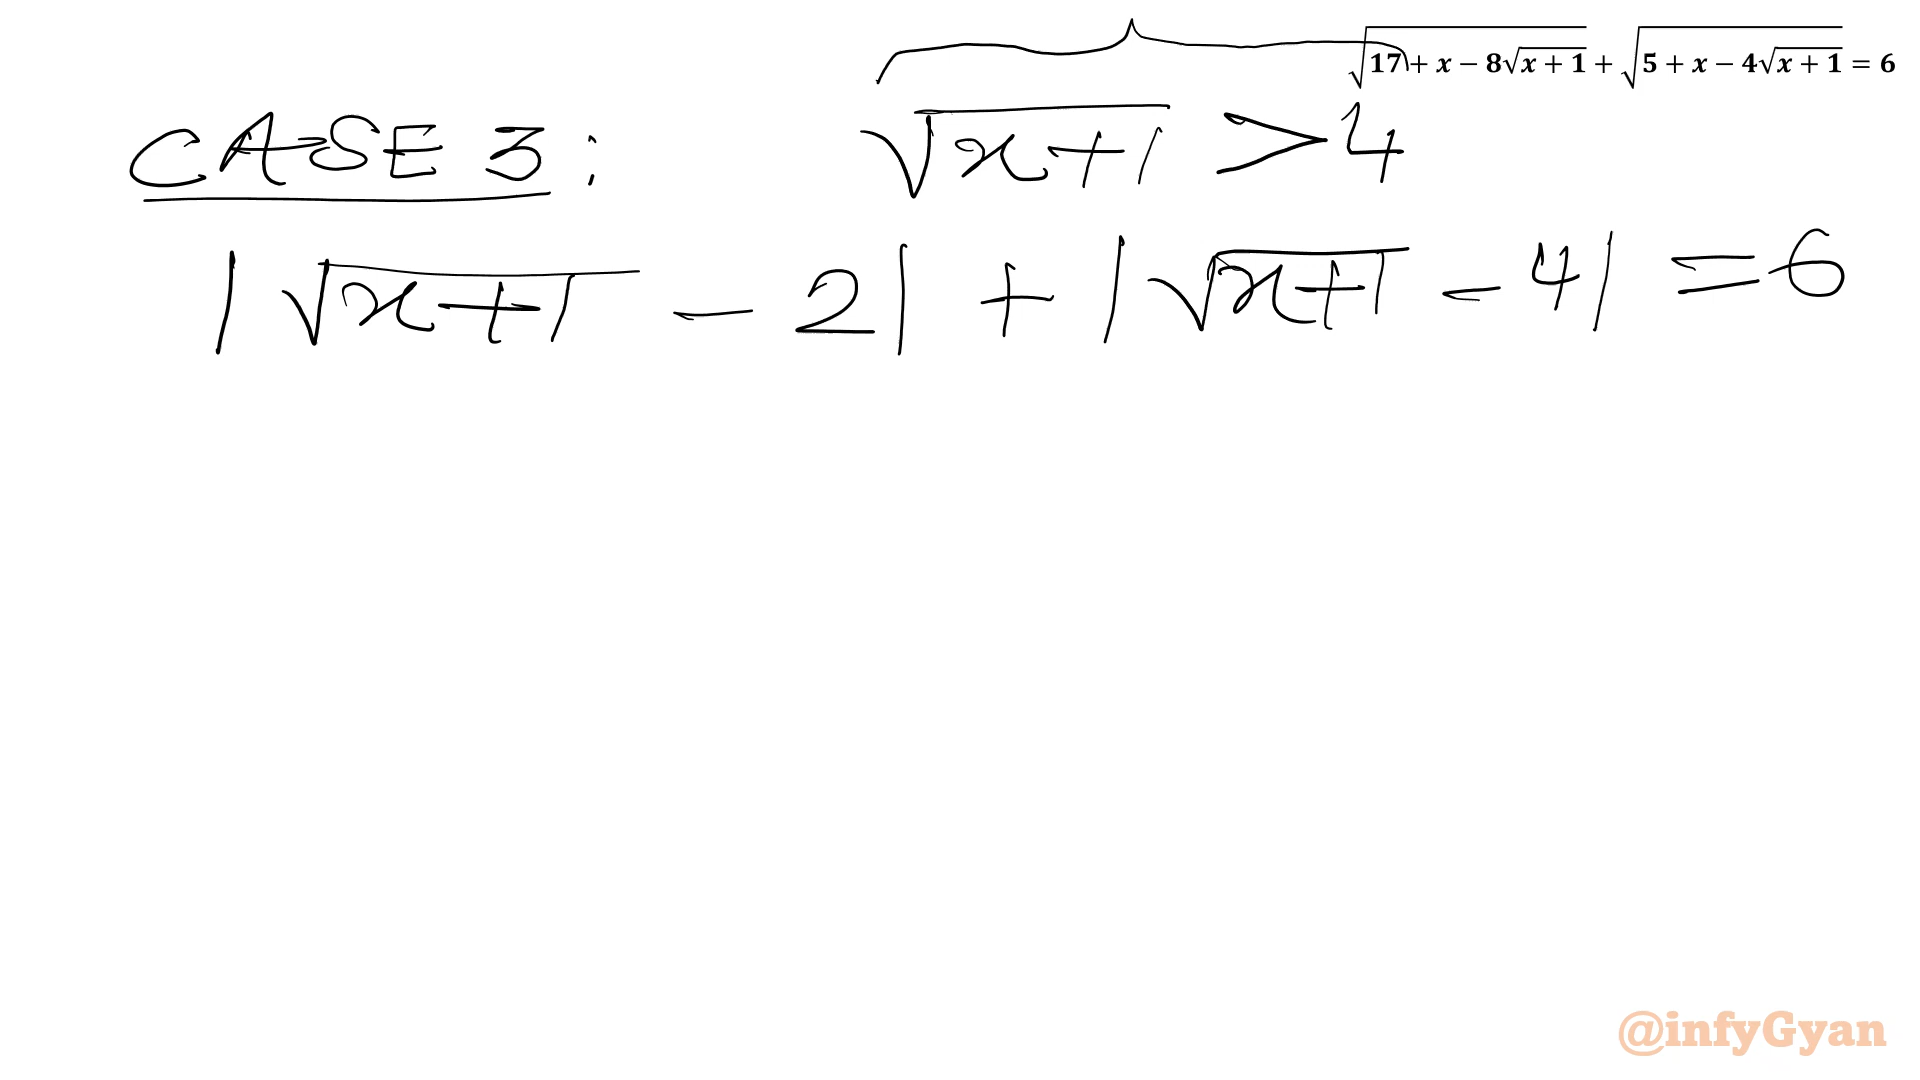 √(17 + x − 8√(x + 1)) + √(5 + x − 4√(x + 1)) = 6
CASE 3 : √(x+1) > 4
|√(x+1) − 2| + |√(x+1) − 4| = 6
@infyGyan